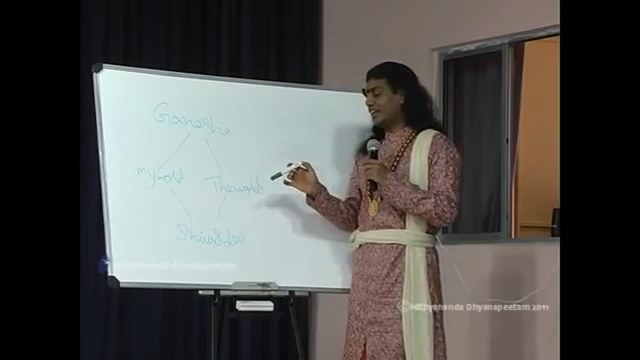 Ganesha
my world The world
Shiva & devi
© Nithyananda Dhyanapeetam 2011